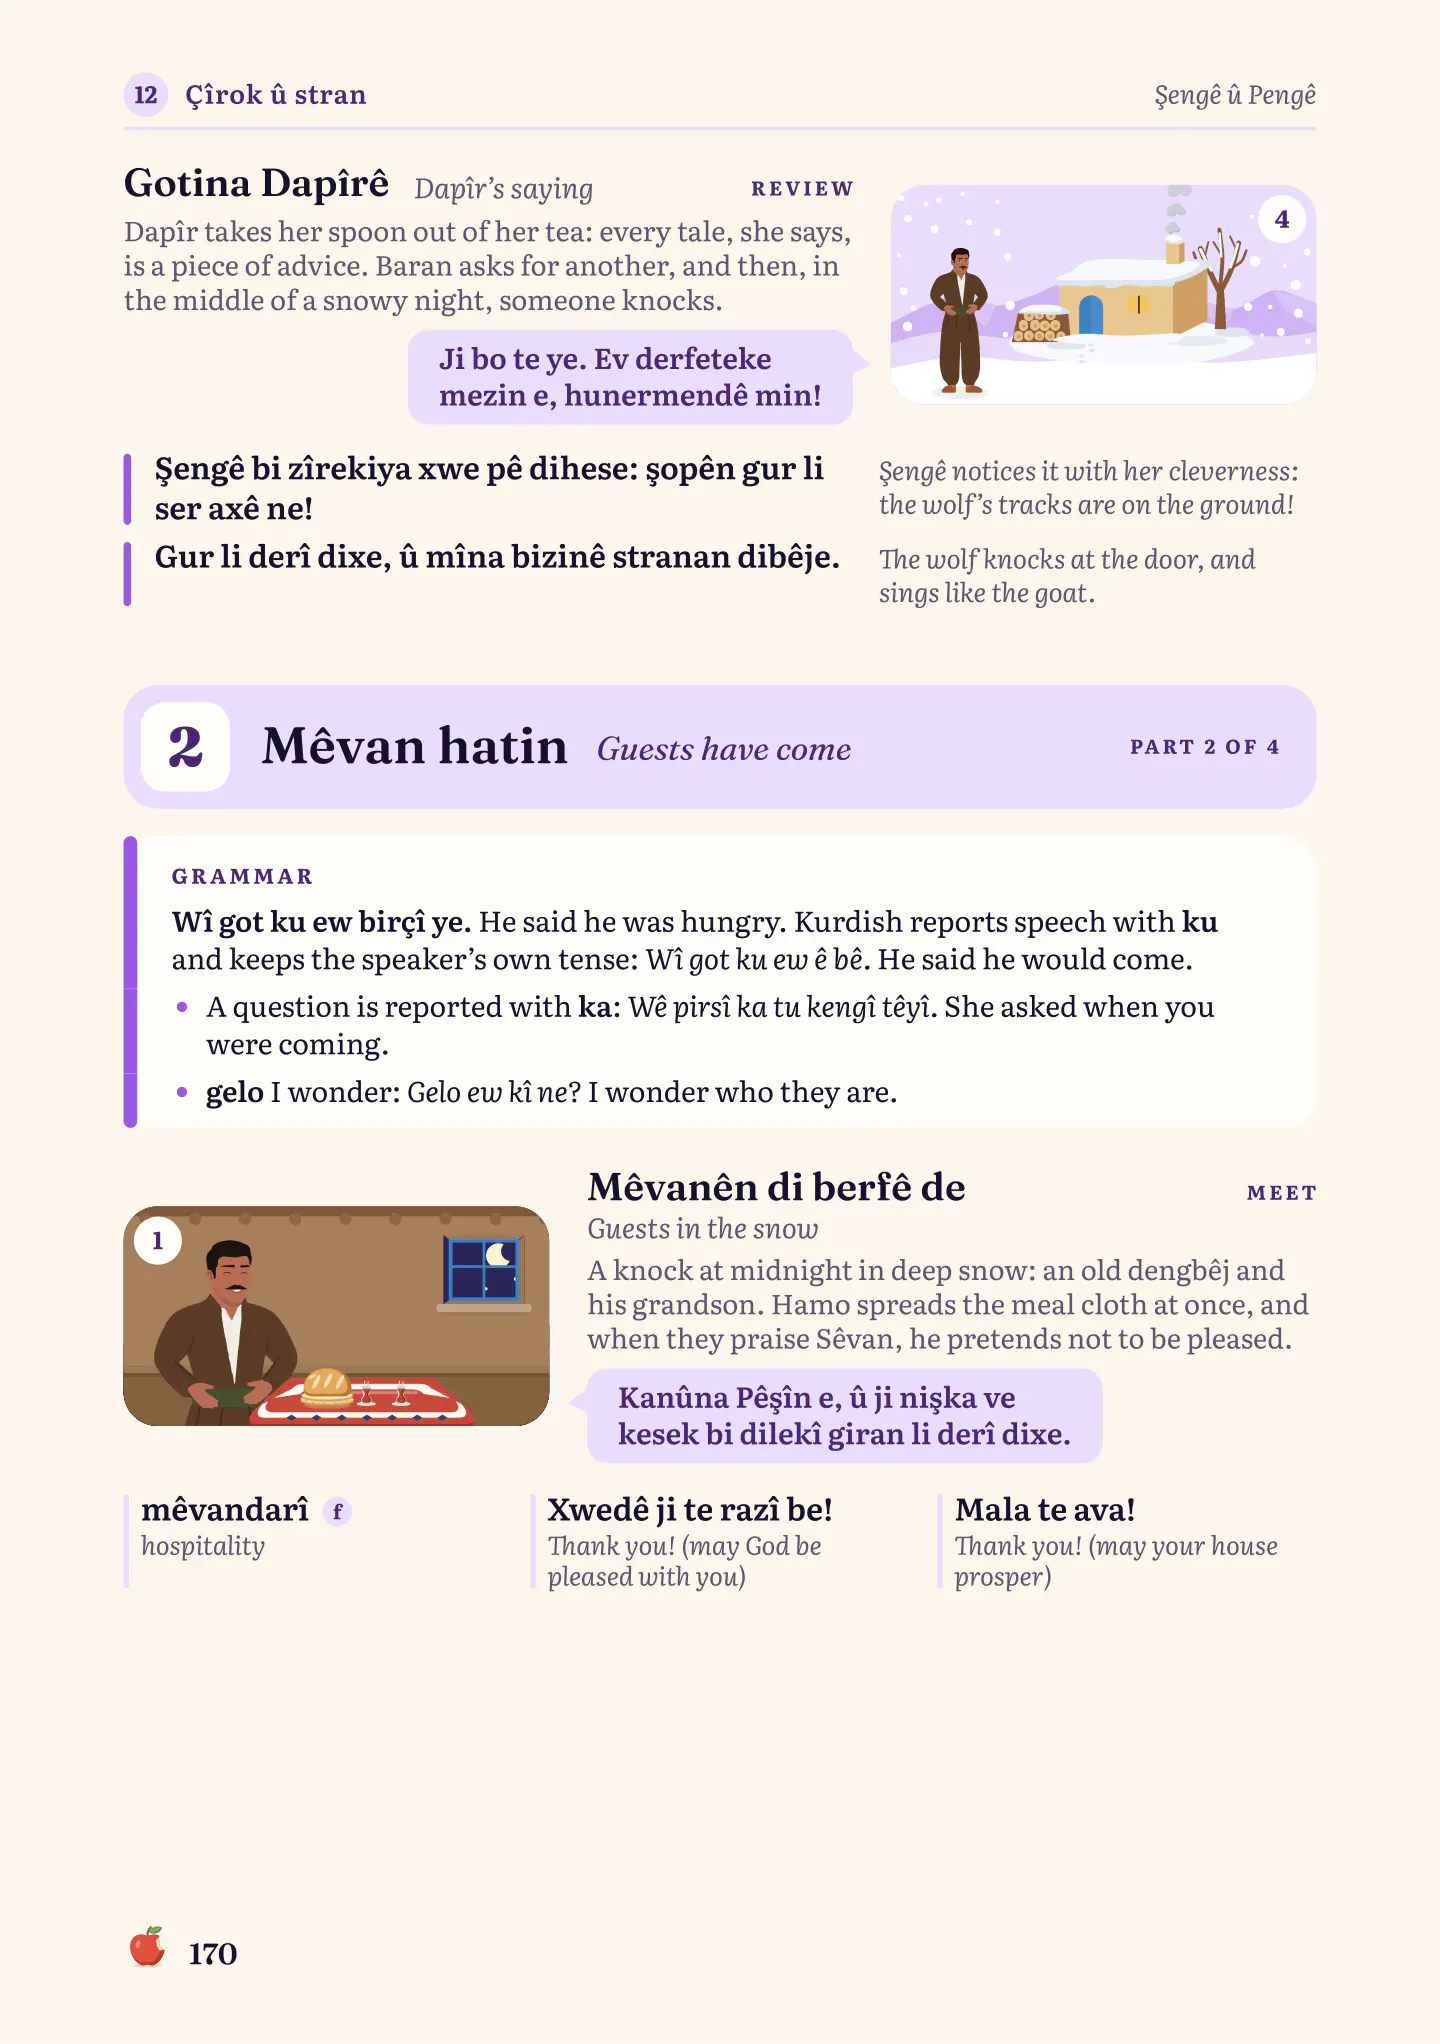 12 Çîrok û stran
Şengê û Pengê
Gotina Dapîrê Dapîr’s saying
REVIEW
Dapîr takes her spoon out of her tea: every tale, she says,
is a piece of advice. Baran asks for another, and then, in
the middle of a snowy night, someone knocks.
4
Ji bo te ye. Ev derfeteke
mezin e, hunermendê min!
Şengê bi zîrekiya xwe pê dihese: şopên gur li
ser axê ne!
Şengê notices it with her cleverness:
the wolf’s tracks are on the ground!
Gur li derî dixe, û mîna bizinê stranan dibêje.
The wolf knocks at the door, and
sings like the goat.
2 Mêvan hatin Guests have come
PART 2 OF 4
GRAMMAR
Wî got ku ew birçî ye. He said he was hungry. Kurdish reports speech with ku
and keeps the speaker’s own tense: Wî got ku ew ê bê. He said he would come.
• A question is reported with ka: Wê pirsî ka tu kengî têyî. She asked when you
were coming.
• gelo I wonder: Gelo ew kî ne? I wonder who they are.
1
Mêvanên di berfê de
MEET
Guests in the snow
A knock at midnight in deep snow: an old dengbêj and
his grandson. Hamo spreads the meal cloth at once, and
when they praise Sêvan, he pretends not to be pleased.
Kanûna Pêşîn e, û ji nişka ve
kesek bi dilekî giran li derî dixe.
mêvandarî f
hospitality
Xwedê ji te razî be!
Thank you! (may God be
pleased with you)
Mala te ava!
Thank you! (may your house
prosper)
170